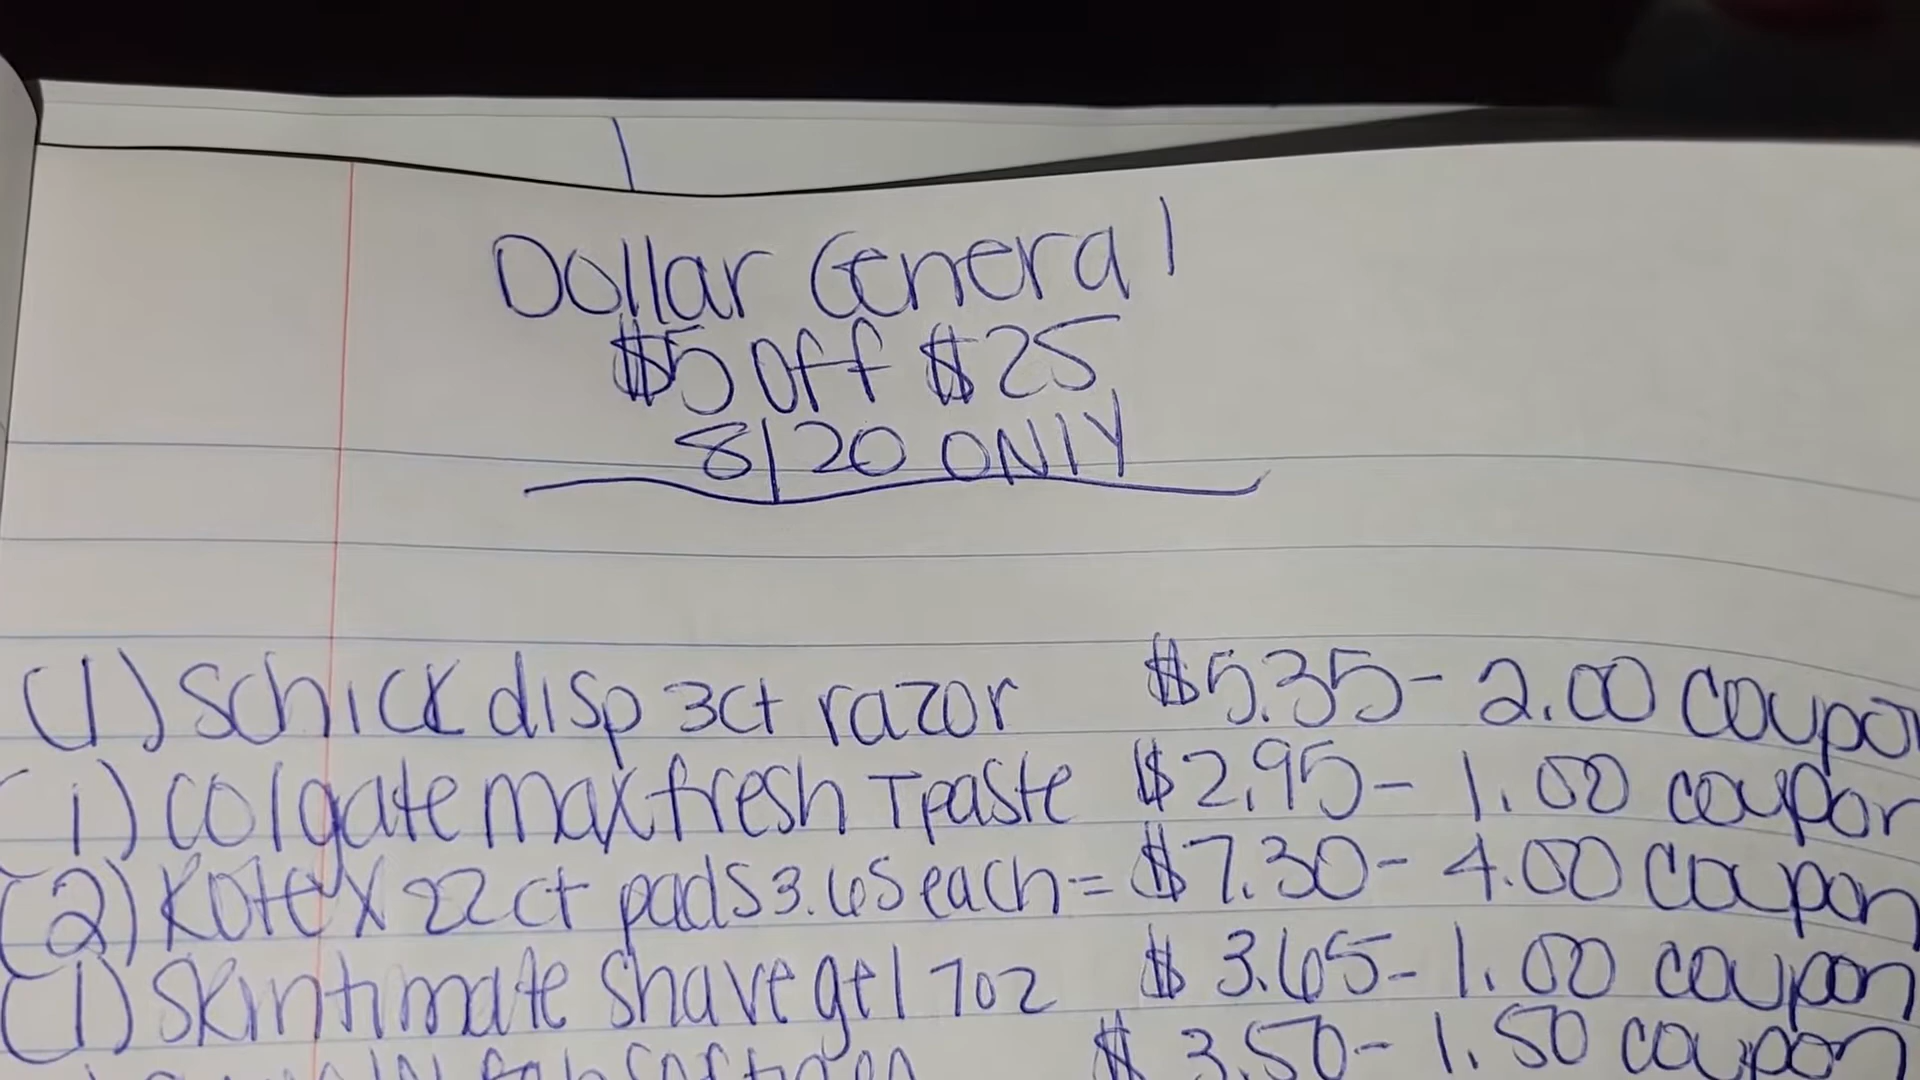 Dollar General
$5 off $25
8/20 ONLY
(1) Schick disp 3ct razor $5.35- 2.00 coupon
(1) Colgate max fresh Tpaste $2.95- 1.00 coupon
(2) Kotex 22ct pads 3.65 each = $7.30- 4.00 coupon
(1) Skintimate shave gel 7oz $3.65- 1.00 coupon
$3.50- 1.50 coupon